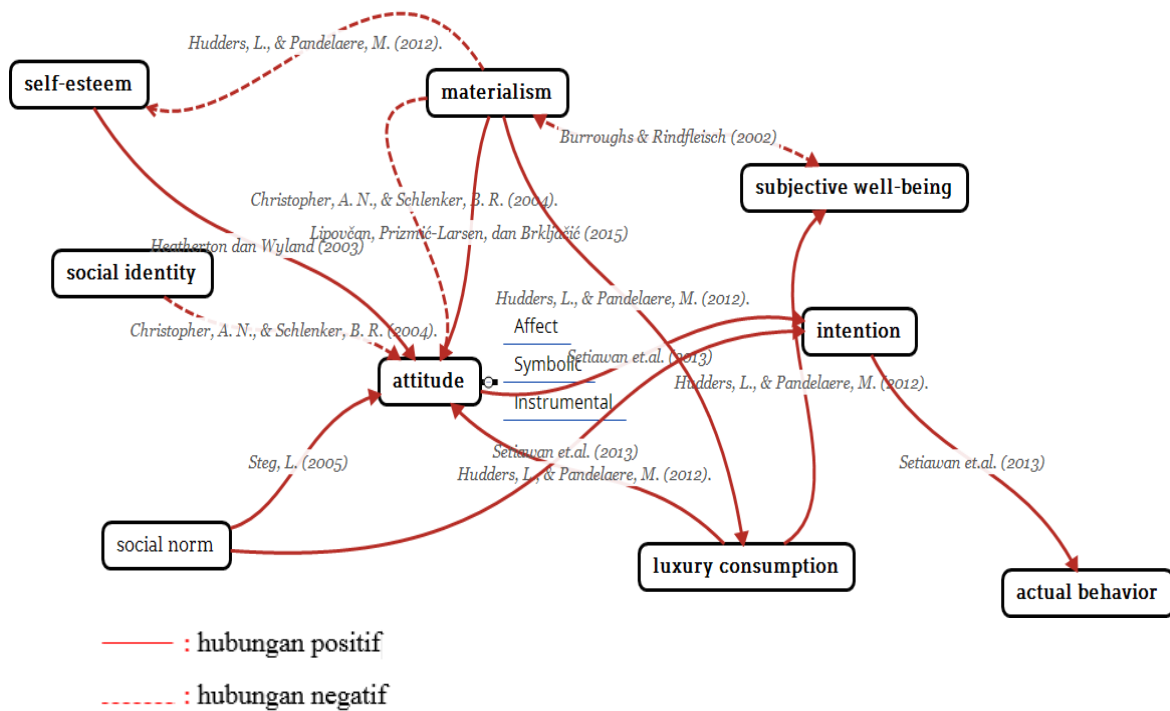 Hudders, L., & Pandelaere, M. (2012).
self-esteem
materialism
Burroughs & Rindfleisch (2002)
subjective well-being
Christopher, A. N., & Schlenker, B. R. (2004).
Lipovčan, Prizmić-Larsen, dan Brkljačić (2015)
Heatherton dan Wyland (2003)
social identity
Hudders, L., & Pandelaere, M. (2012).
Christopher, A. N., & Schlenker, B. R. (2004).
Affect
intention
Setiawan et.al. (2013)
Symbolic
attitude
Hudders, L., & Pandelaere, M. (2012).
Instrumental
Setiawan et.al. (2013)
Steg, L. (2005)
Setiawan et.al. (2013)
Hudders, L., & Pandelaere, M. (2012).
social norm
luxury consumption
actual behavior
: hubungan positif
: hubungan negatif